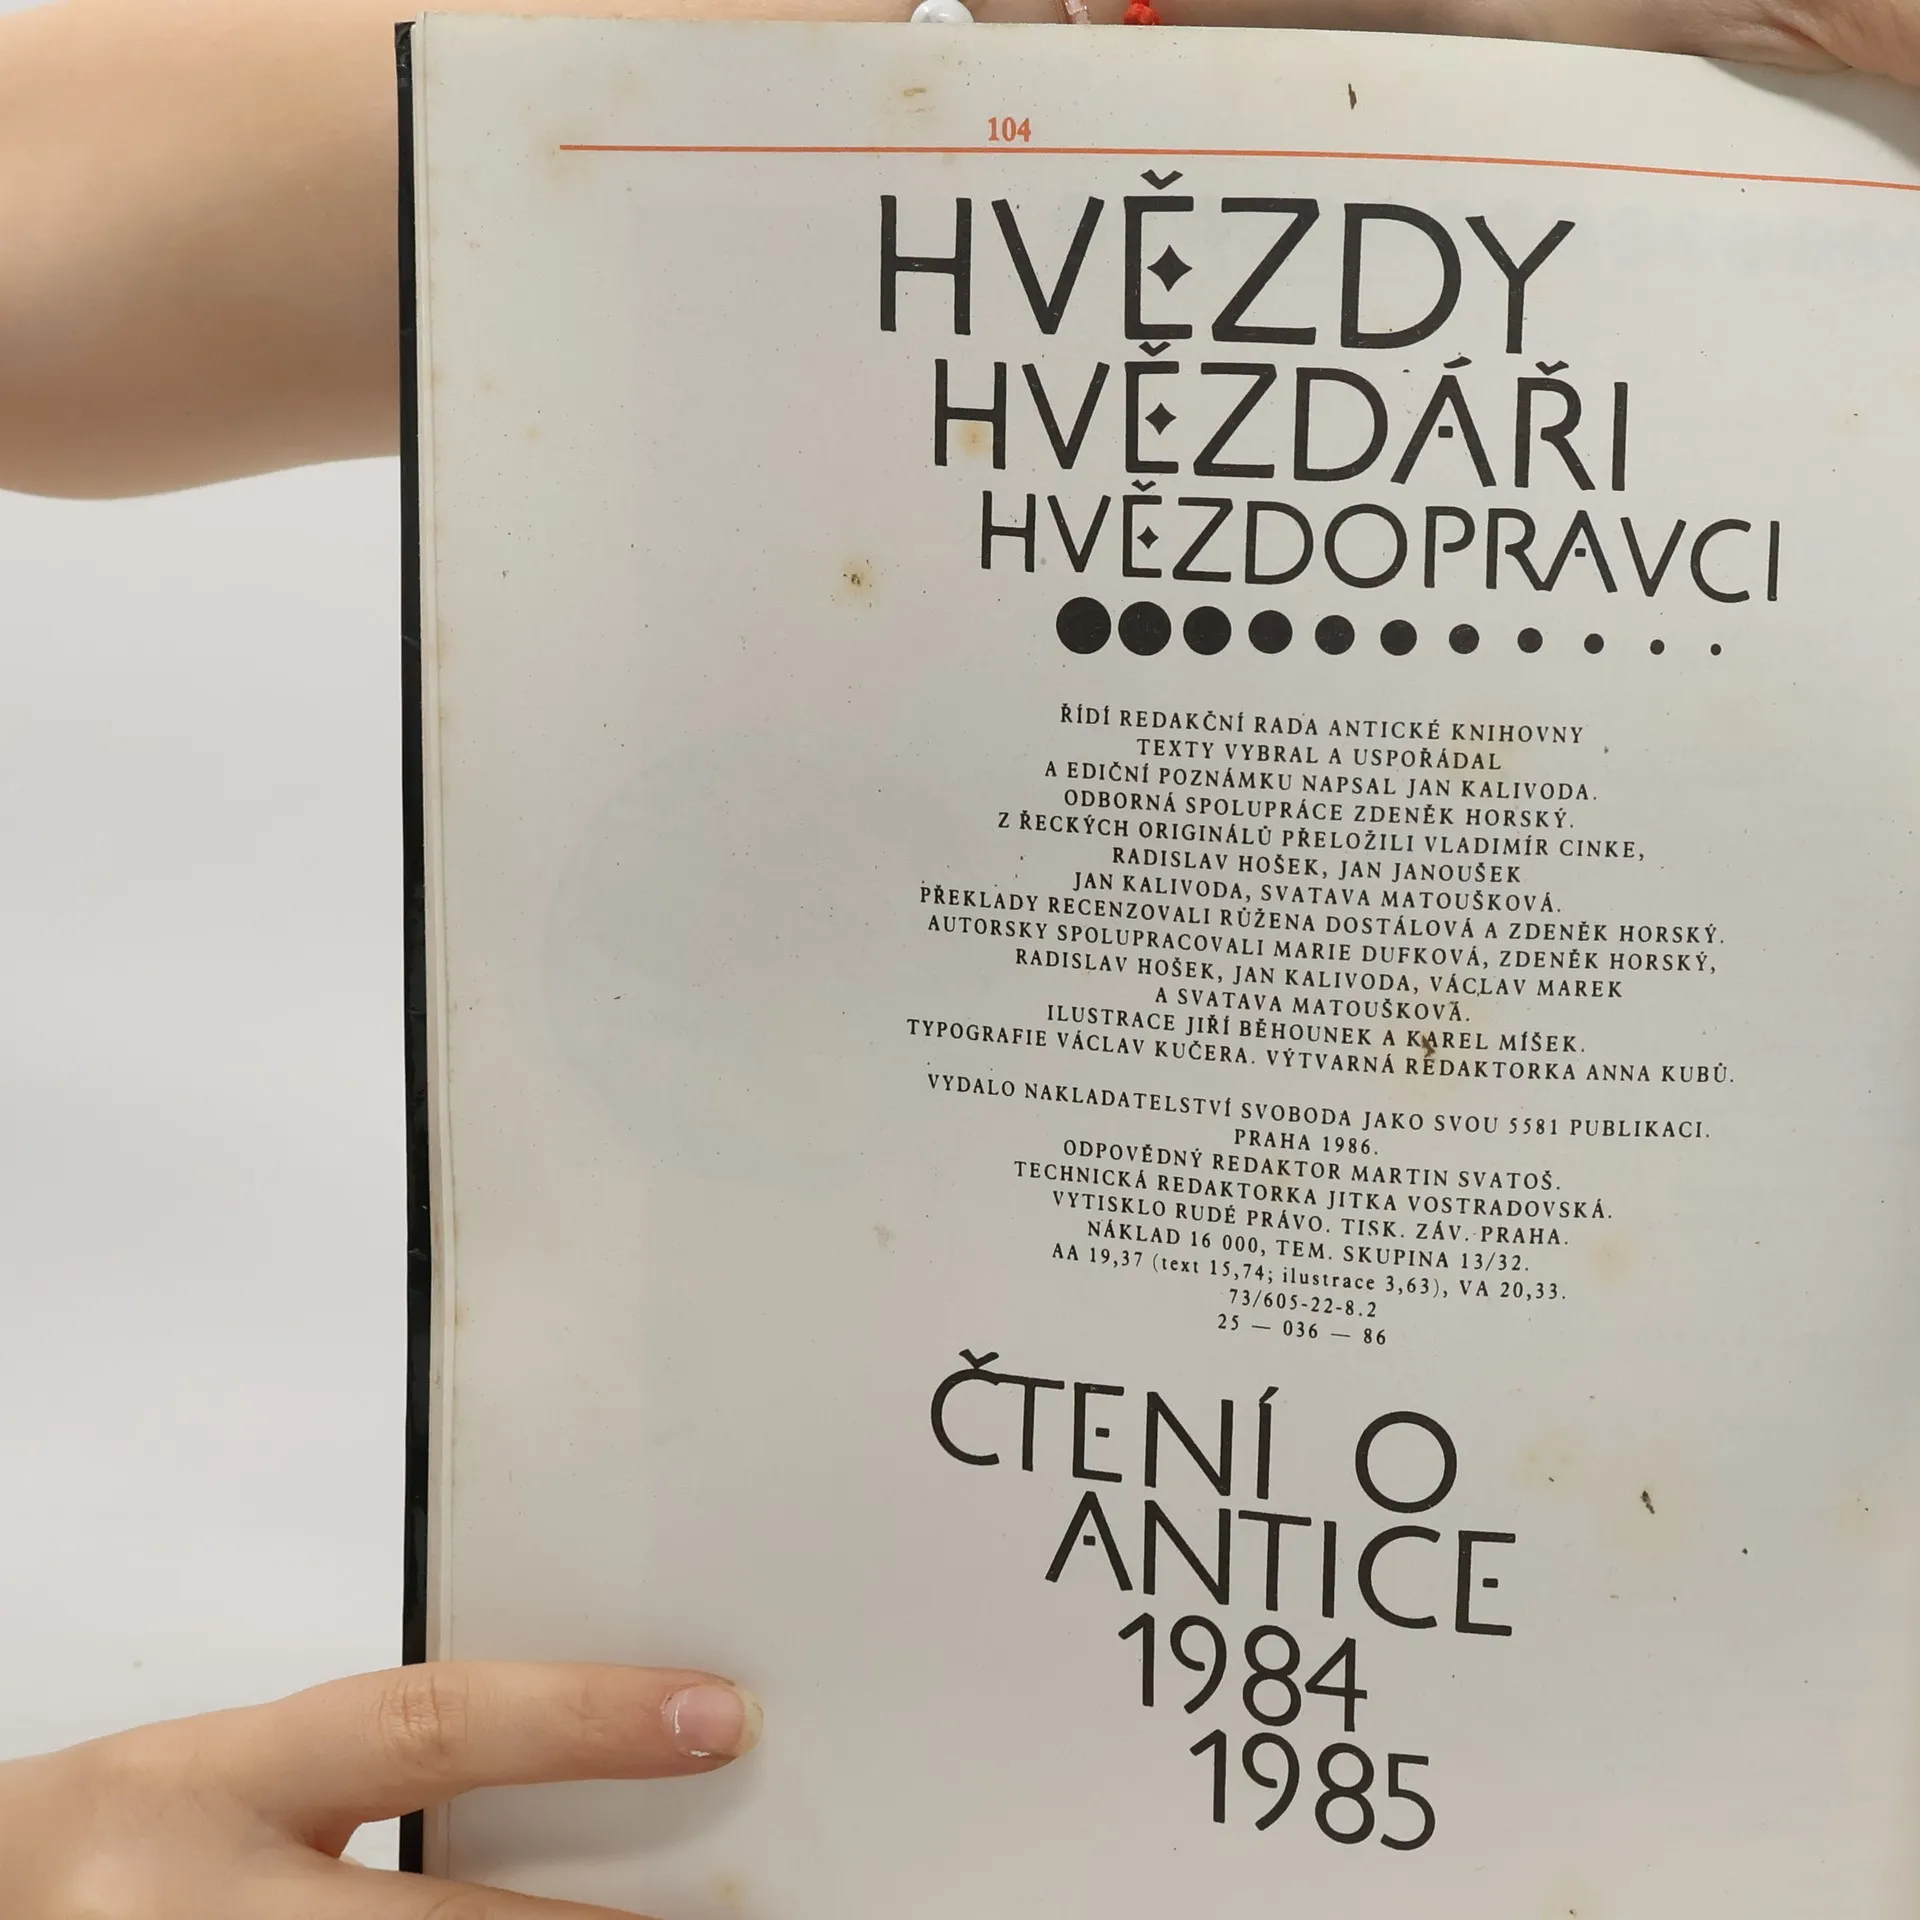 104
HVĚZDY
HVĚZDÁŘI
HVĚZDOPRAVCI
ŘÍDÍ REDAKČNÍ RADA ANTICKÉ KNIHOVNY
TEXTY VYBRAL A USPOŘÁDAL
A EDIČNÍ POZNÁMKU NAPSAL JAN KALIVODA.
ODBORNÁ SPOLUPRÁCE ZDENĚK HORSKÝ.
Z ŘECKÝCH ORIGINÁLŮ PŘELOŽILI VLADIMÍR CINKE,
RADISLAV HOŠEK, JAN JANOUŠEK
JAN KALIVODA, SVATAVA MATOUŠKOVÁ.
PŘEKLADY RECENZOVALI RŮŽENA DOSTÁLOVÁ A ZDENĚK HORSKÝ.
AUTORSKY SPOLUPRACOVALI MARIE DUFKOVÁ, ZDENĚK HORSKÝ,
RADISLAV HOŠEK, JAN KALIVODA, VÁCLAV MAREK
A SVATAVA MATOUŠKOVÁ.
ILUSTRACE JIŘÍ BĚHOUNEK A KAREL MÍŠEK.
TYPOGRAFIE VÁCLAV KUČERA. VÝTVARNÁ REDAKTORKA ANNA KUBŮ.
VYDALO NAKLADATELSTVÍ SVOBODA JAKO SVOU 5581 PUBLIKACI.
PRAHA 1986.
ODPOVĚDNÝ REDAKTOR MARTIN SVATOŠ.
TECHNICKÁ REDAKTORKA JITKA VOSTRADOVSKÁ.
VYTISKLO RUDÉ PRÁVO. TISK. ZÁV. PRAHA.
NÁKLAD 16 000, TEM. SKUPINA 13/32.
AA 19,37 (text 15,74; ilustrace 3,63), VA 20,33.
73/605-22-8.2
25 — 036 — 86
ČTENÍ O
ANTICE
1984
1985